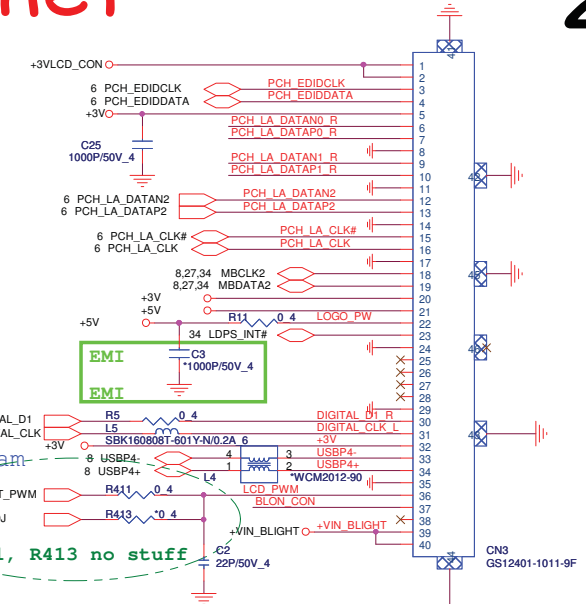 +3VLCD_CON
6 PCH_EDIDCLK
PCH_EDIDCLK
6 PCH_EDIDDATA
PCH_EDIDDATA
+3V
C25
1000P/50V_4
PCH_LA_DATAN0_R
PCH_LA_DATAP0_R
PCH_LA_DATAN1_R
PCH_LA_DATAP1_R
6 PCH_LA_DATAN2
PCH_LA_DATAN2
6 PCH_LA_DATAP2
PCH_LA_DATAP2
6 PCH_LA_CLK#
PCH_LA_CLK#
6 PCH_LA_CLK
PCH_LA_CLK
8,27,34 MBCLK2
8,27,34 MBDATA2
+3V
+5V
+5V
R11 0_4 LOGO_PW
34 LDPS_INT#
EMI
C3
*1000P/50V_4
EMI
AL_D1
R5 0_4 DIGITAL_D1_R
AL_CLK
L5 DIGITAL_CLK_L
SBK160808T-601Y-N/0.2A_6
+3V
+3V
am
8 USBP4-
4 3 USBP4-
8 USBP4+
1 2 USBP4+
L4
*WCM2012-90
T_PWM
R411 0_4 LCD_PWM
BLON_CON
J
R413 *0_4
+VIN_BLIGHT
+VIN_BLIGHT
, R413 no stuff
C2
22P/50V_4
1
2
3
4
5
6
7
8
9
10
11
12
13
14
15
16
17
18
19
20
21
22
23
24
25
26
27
28
29
30
31
32
33
34
35
36
37
38
39
40
CN3
GS12401-1011-9F